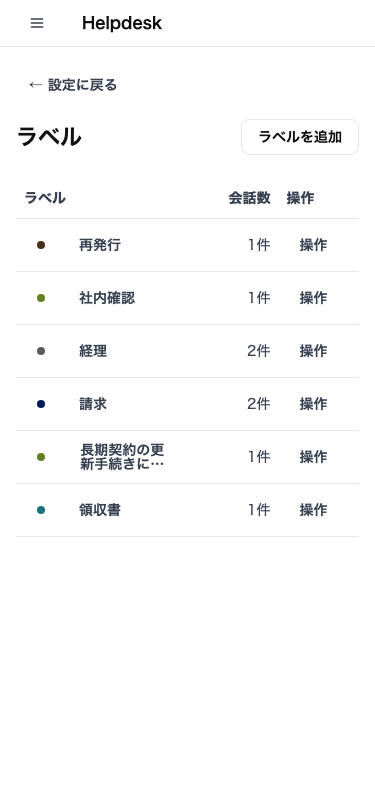 Helpdesk
← 設定に戻る
ラベル
ラベルを追加
ラベル 会話数 操作
再発行 1件 操作
社内確認 1件 操作
経理 2件 操作
請求 2件 操作
長期契約の更
新手続きに… 1件 操作
領収書 1件 操作